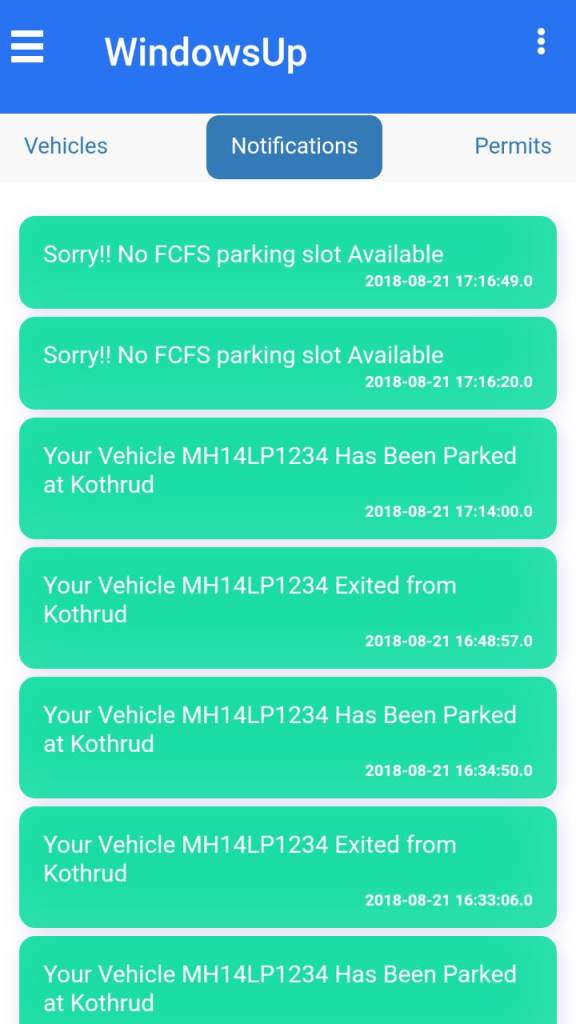 WindowsUp
Vehicles
Notifications
Permits
Sorry!! No FCFS parking slot Available
2018-08-21 17:16:49.0
Sorry!! No FCFS parking slot Available
2018-08-21 17:16:20.0
Your Vehicle MH14LP1234 Has Been Parked
at Kothrud
2018-08-21 17:14:00.0
Your Vehicle MH14LP1234 Exited from
Kothrud
2018-08-21 16:48:57.0
Your Vehicle MH14LP1234 Has Been Parked
at Kothrud
2018-08-21 16:34:50.0
Your Vehicle MH14LP1234 Exited from
Kothrud
2018-08-21 16:33:06.0
Your Vehicle MH14LP1234 Has Been Parked
at Kothrud